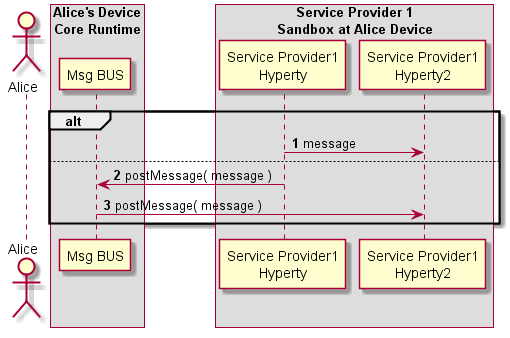 Alice's Device
Core Runtime
Service Provider 1
Sandbox at Alice Device
Alice
Msg BUS
Service Provider1
Hyperty
Service Provider1
Hyperty2
alt
1 message
2 postMessage( message )
3 postMessage( message )
Alice
Msg BUS
Service Provider1
Hyperty
Service Provider1
Hyperty2